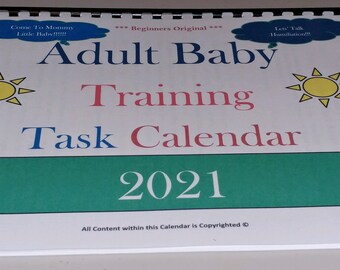 *** Beginners Original ***
Come To Mommy
Little Baby!!!!!!
Let' Talk
Humiliation!!!
Adult Baby
Training
Task Calendar
2021
All Content within this Calendar is Copyrighted ©